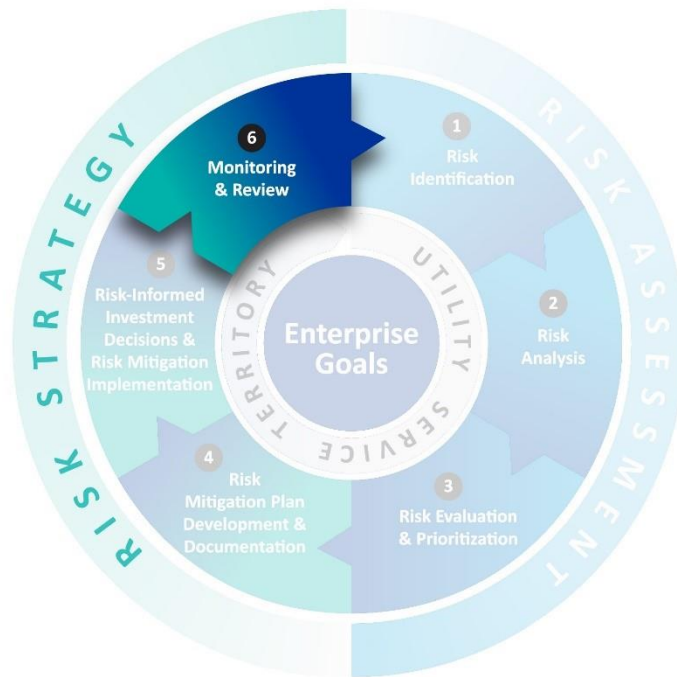 RISK STRATEGY
RISK ASSESSMENT
1
Risk
Identification
2
Risk
Analysis
3
Risk Evaluation
& Prioritization
4
Risk
Mitigation Plan
Development &
Documentation
5
Risk-Informed
Investment
Decisions &
Risk Mitigation
Implementation
6
Monitoring
& Review
UTILITY SERVICE TERRITORY
Enterprise
Goals